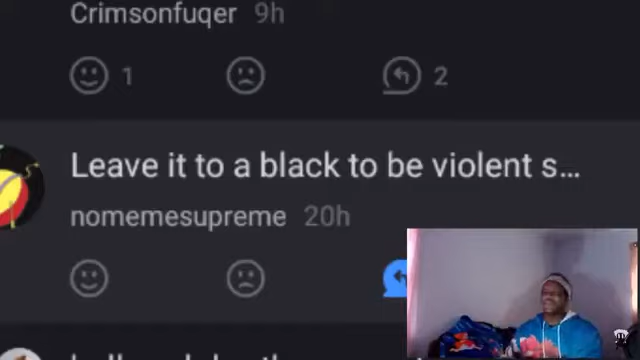 Crimsonfuqer 9h
1 2
Leave it to a black to be violent s...
nomemesupreme 20h